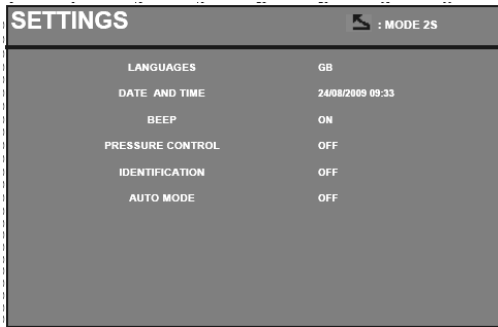 SETTINGS : MODE 2S
LANGUAGES GB
DATE AND TIME 24/08/2009 09:33
BEEP ON
PRESSURE CONTROL OFF
IDENTIFICATION OFF
AUTO MODE OFF